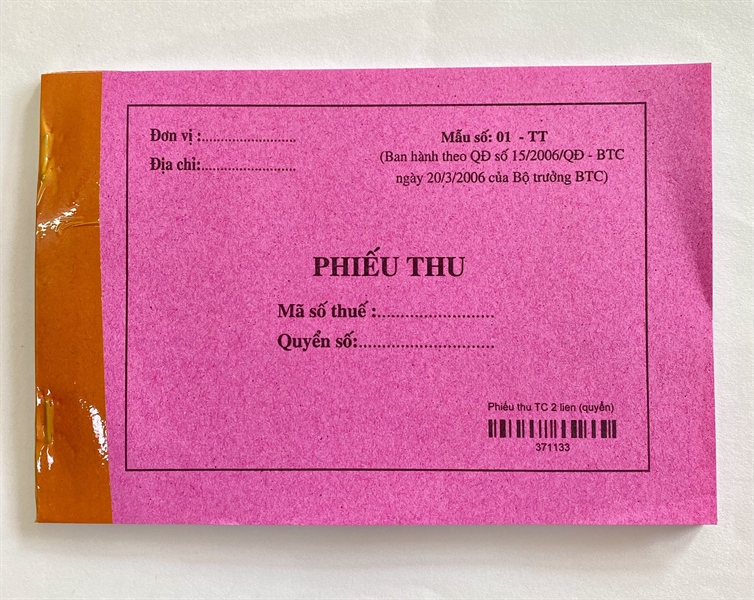 Đơn vị :........................
Địa chỉ:........................
Mẫu số: 01 - TT
(Ban hành theo QĐ số 15/2006/QĐ - BTC
ngày 20/3/2006 của Bộ trưởng BTC)
PHIẾU THU
Mã số thuế :........................
Quyển số:............................
Phiếu thu TC 2 lien (quyển)
371133